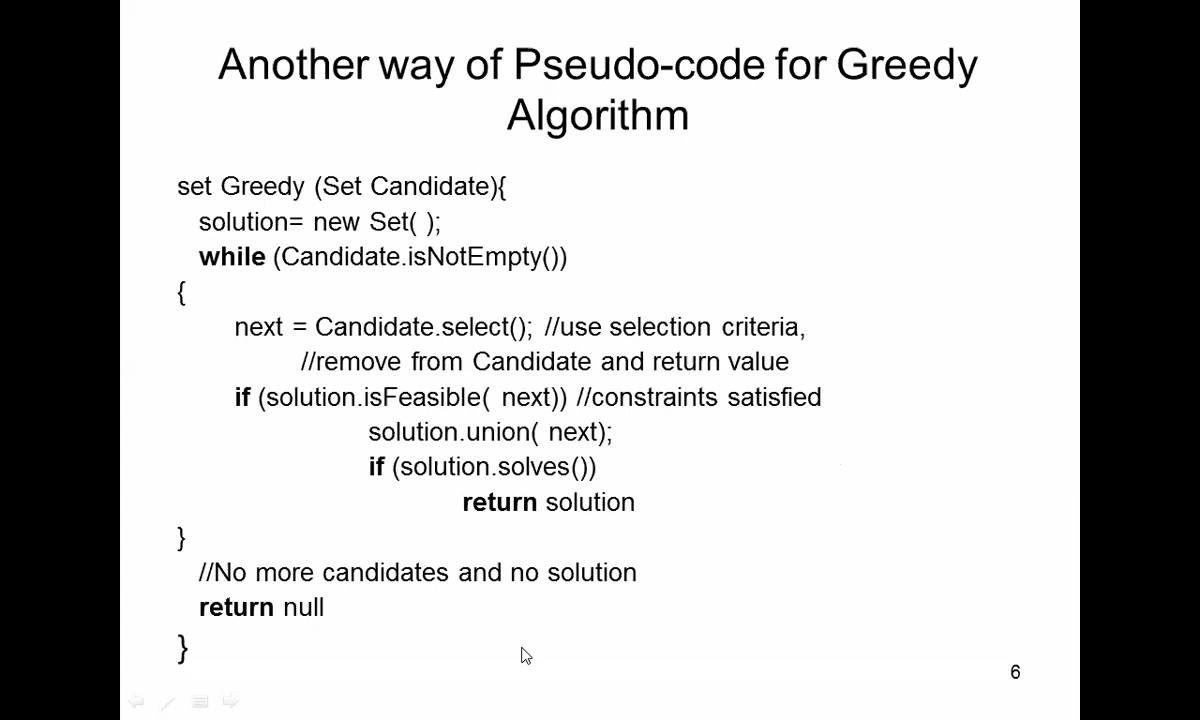 Another way of Pseudo-code for Greedy
Algorithm
set Greedy (Set Candidate){
solution= new Set( );
while (Candidate.isNotEmpty())
{
next = Candidate.select(); //use selection criteria,
//remove from Candidate and return value
if (solution.isFeasible( next)) //constraints satisfied
solution.union( next);
if (solution.solves())
return solution
}
//No more candidates and no solution
return null
}
6